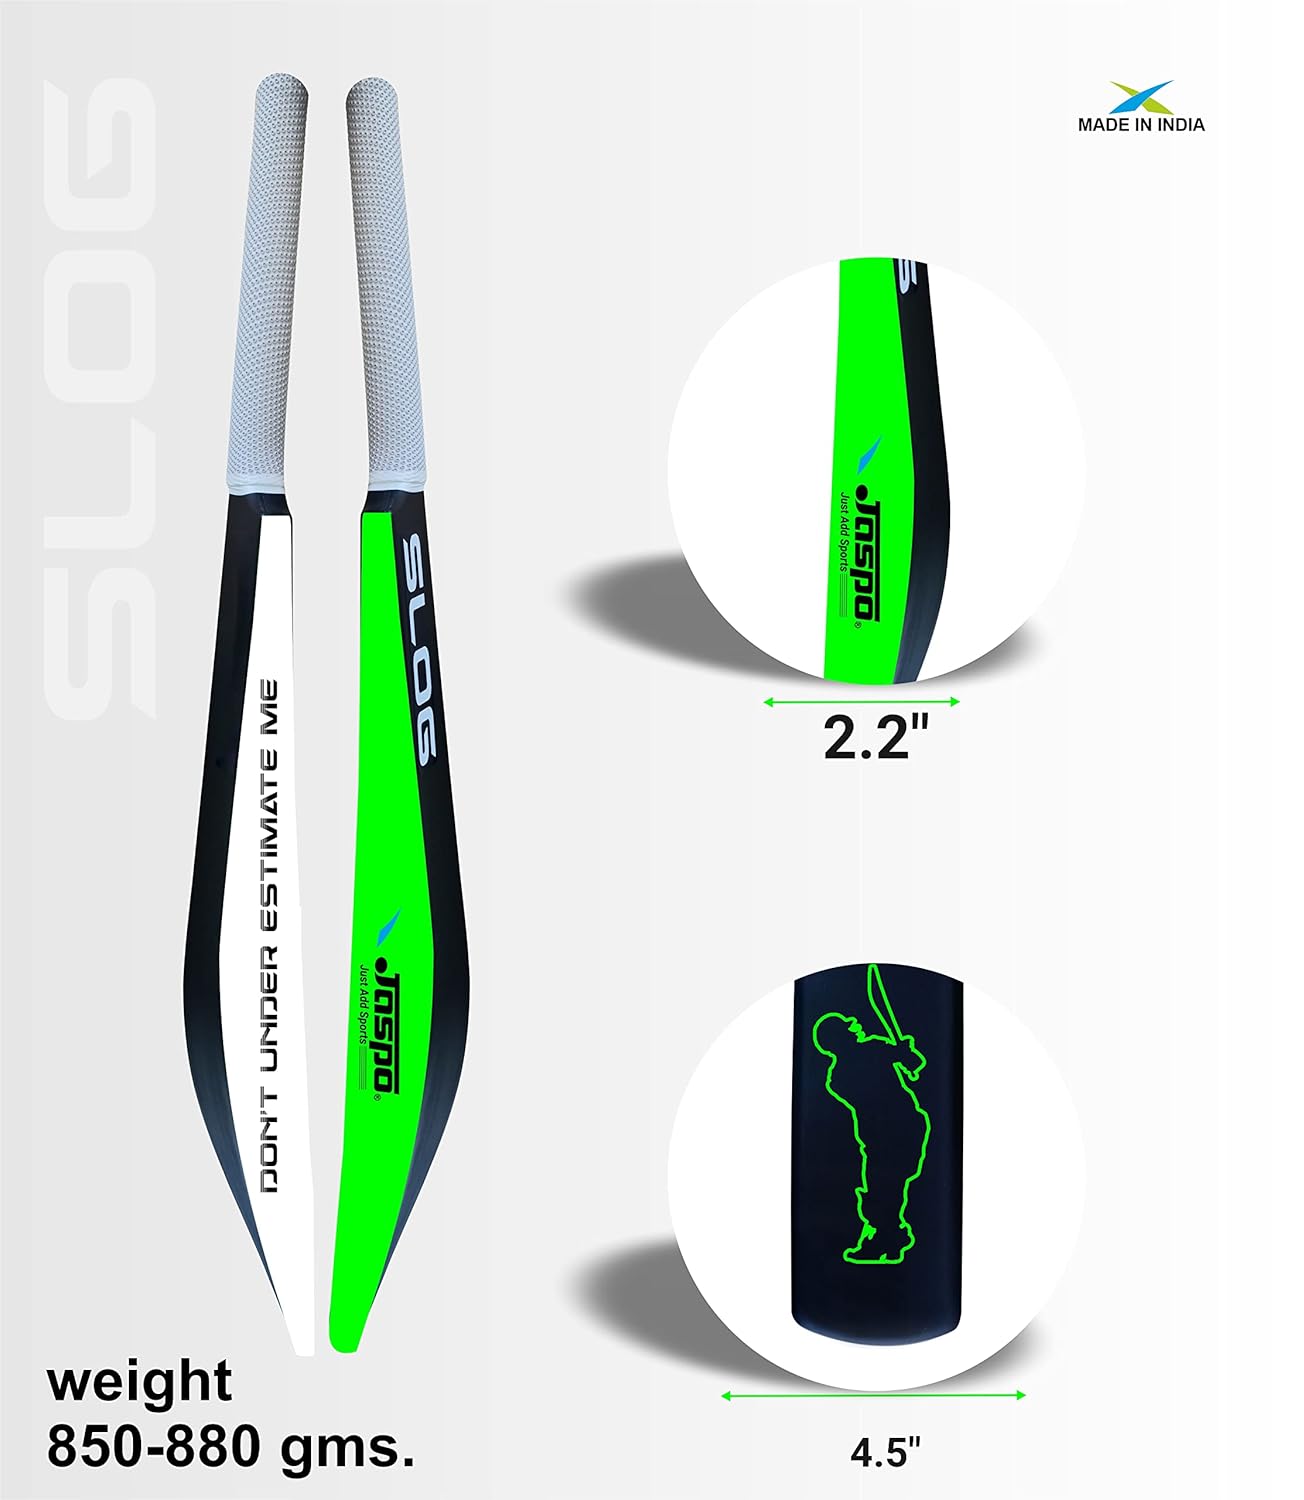 SLOG
MADE IN INDIA
DON'T UNDER ESTIMATE ME
SLOG
Jaspo®
Just Add Sports
G
Jaspo®
Just Add Sports
2.2"
4.5"
weight
850-880 gms.